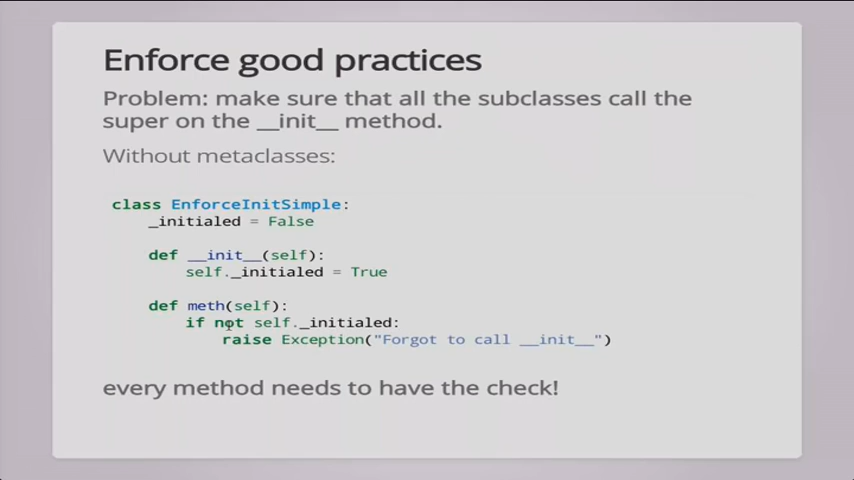 Enforce good practices
Problem: make sure that all the subclasses call the
super on the __init__ method.
Without metaclasses:
class EnforceInitSimple:
    _initialed = False
    def __init__(self):
        self._initialed = True
    def meth(self):
        if not self._initialed:
            raise Exception("Forgot to call __init__")
every method needs to have the check!